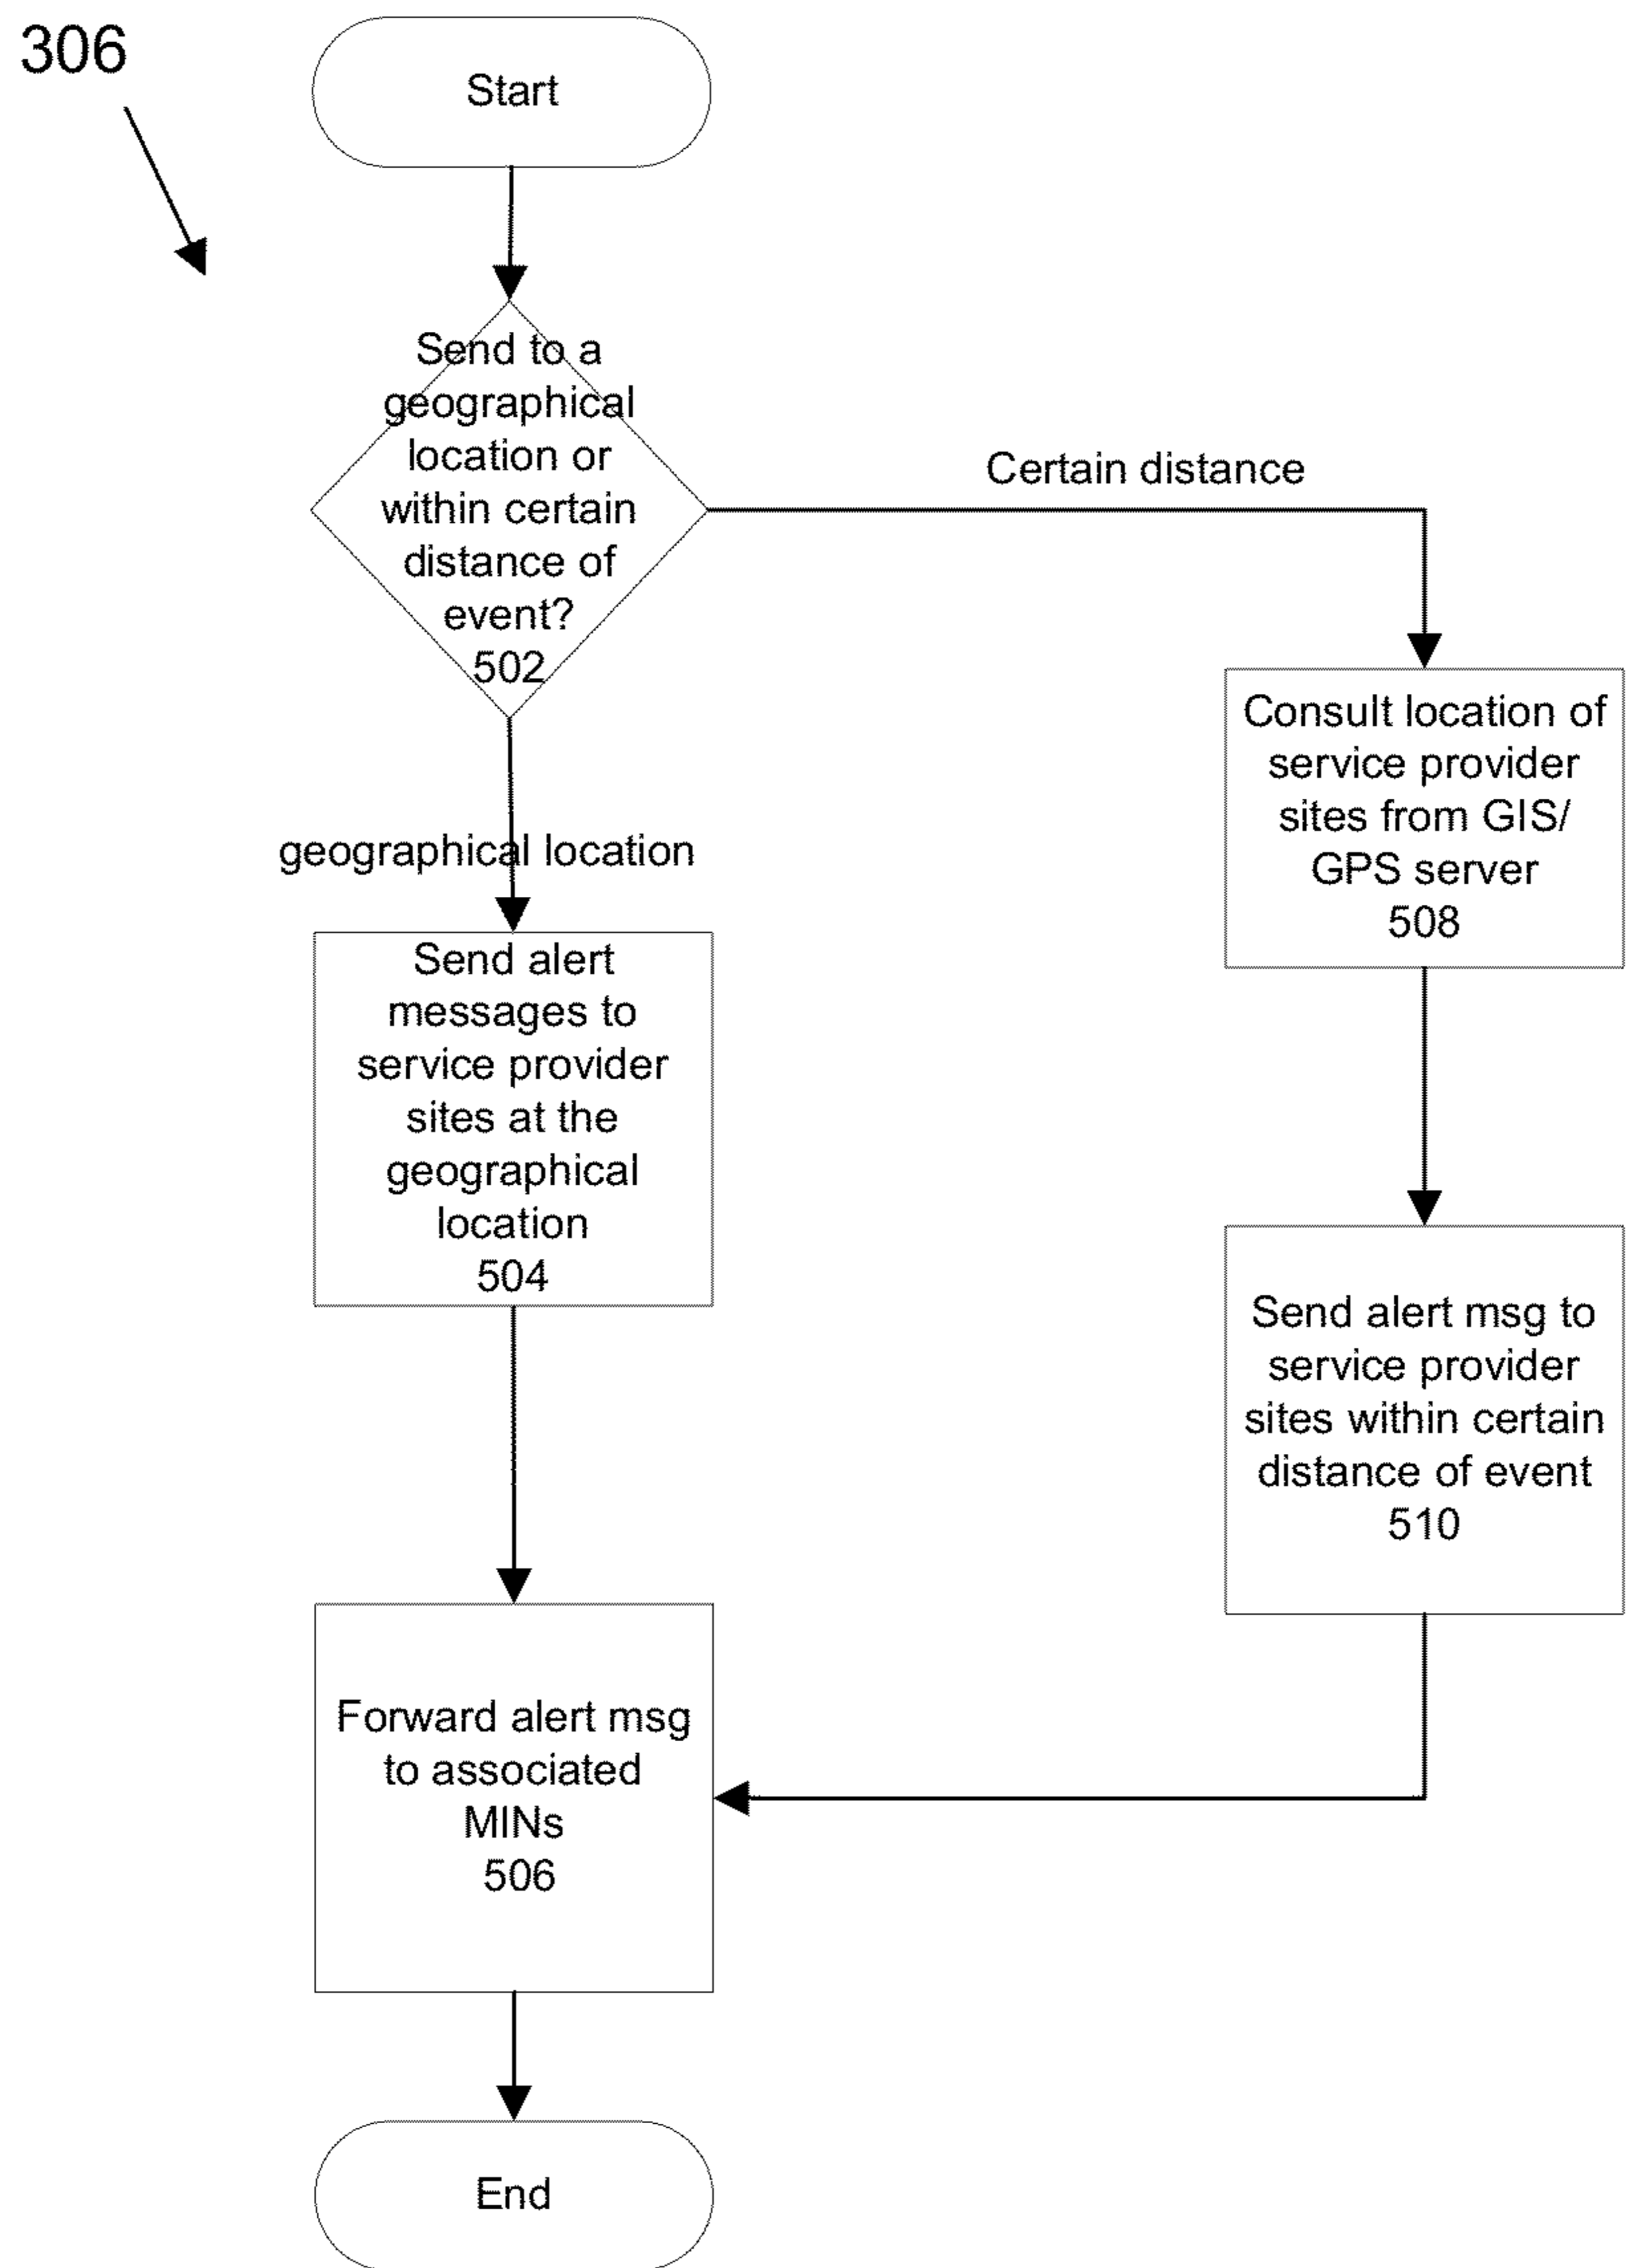 306
Start
Send to a
geographical
location or
within certain
distance of
event?
502
Certain distance
geographical location
Consult location of
service provider
sites from GIS/
GPS server
508
Send alert
messages to
service provider
sites at the
geographical
location
504
Send alert msg to
service provider
sites within certain
distance of event
510
Forward alert msg
to associated
MINs
506
End